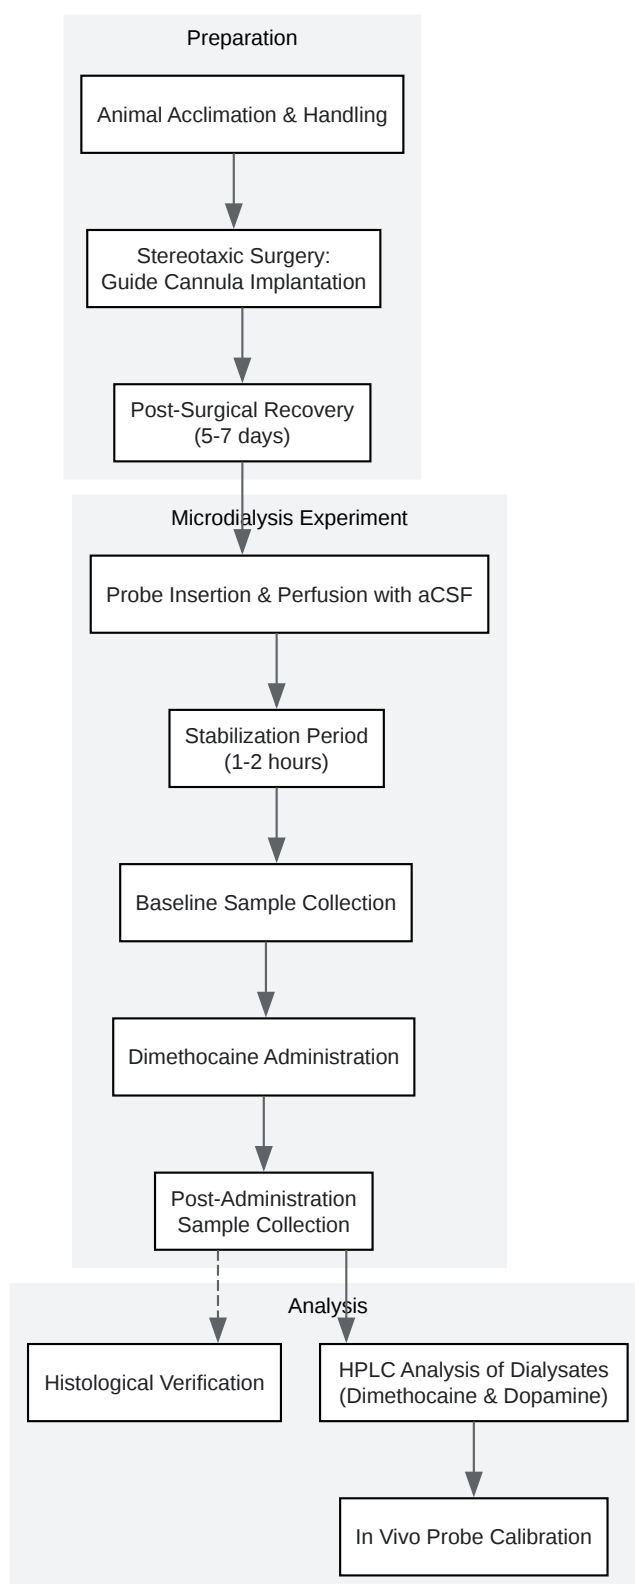 Preparation
Animal Acclimation & Handling
Stereotaxic Surgery:
Guide Cannula Implantation
Post-Surgical Recovery
(5-7 days)
Microdialysis Experiment
Probe Insertion & Perfusion with aCSF
Stabilization Period
(1-2 hours)
Baseline Sample Collection
Dimethocaine Administration
Post-Administration
Sample Collection
Analysis
Histological Verification
HPLC Analysis of Dialysates
(Dimethocaine & Dopamine)
In Vivo Probe Calibration